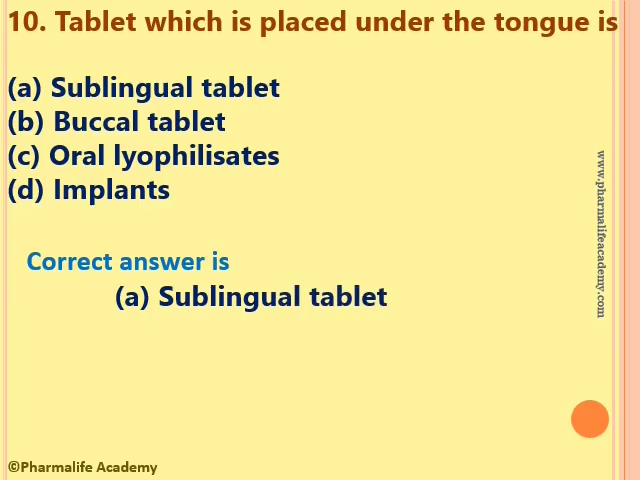 10. Tablet which is placed under the tongue is
(a) Sublingual tablet
(b) Buccal tablet
(c) Oral lyophilisates
(d) Implants
Correct answer is
(a) Sublingual tablet
www.pharmalifeacademy.com
©Pharmalife Academy